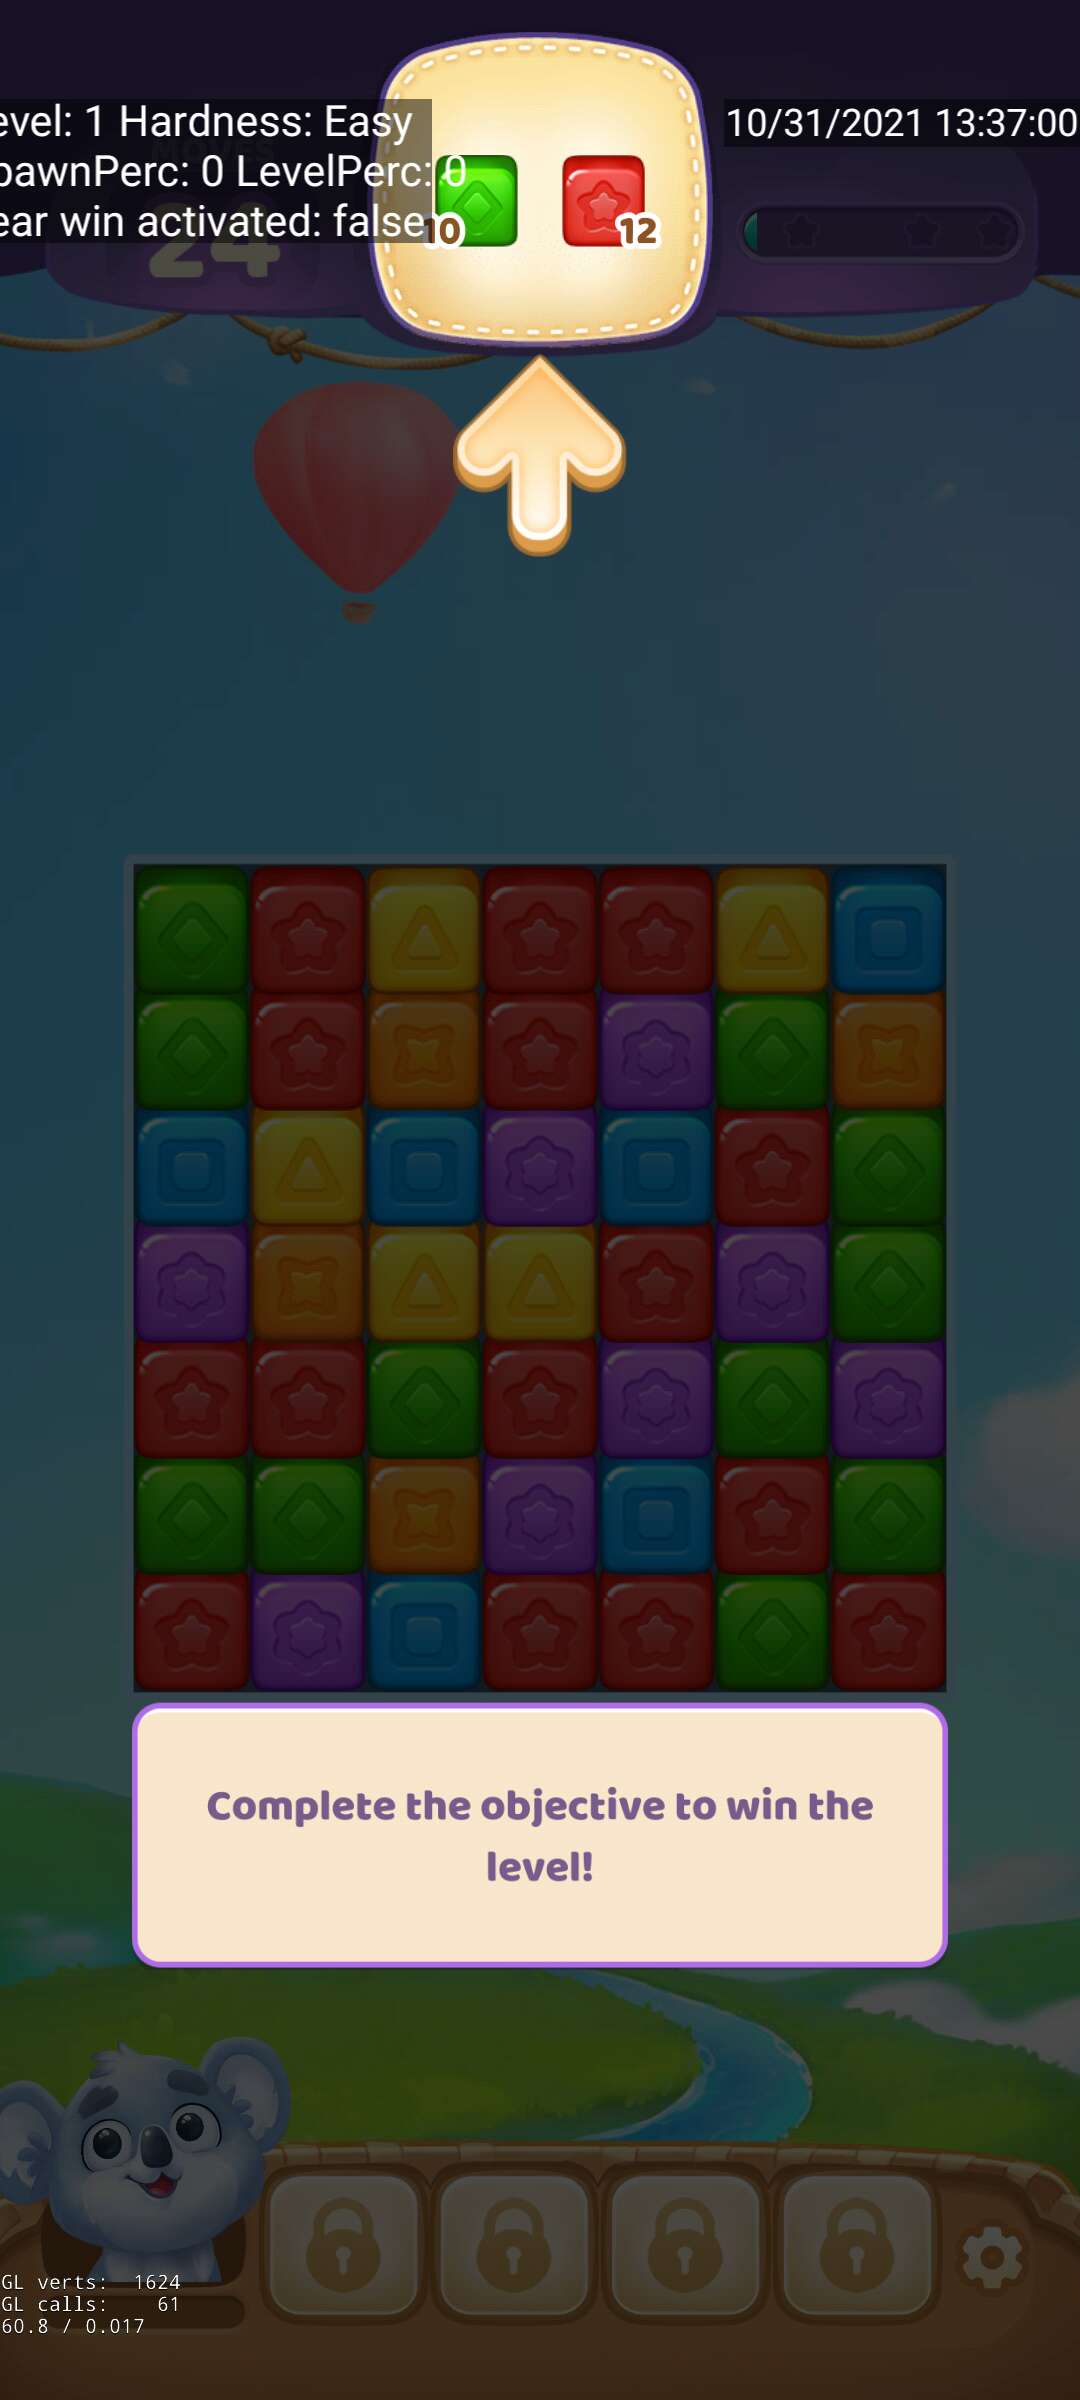 evel: 1 Hardness: Easy
pawnPerc: 0 LevelPerc: 0
ear win activated: false
10/31/2021 13:37:00
MOVES
24
10
12
Complete the objective to win the
level!
GL verts: 1624
GL calls: 61
60.8 / 0.017